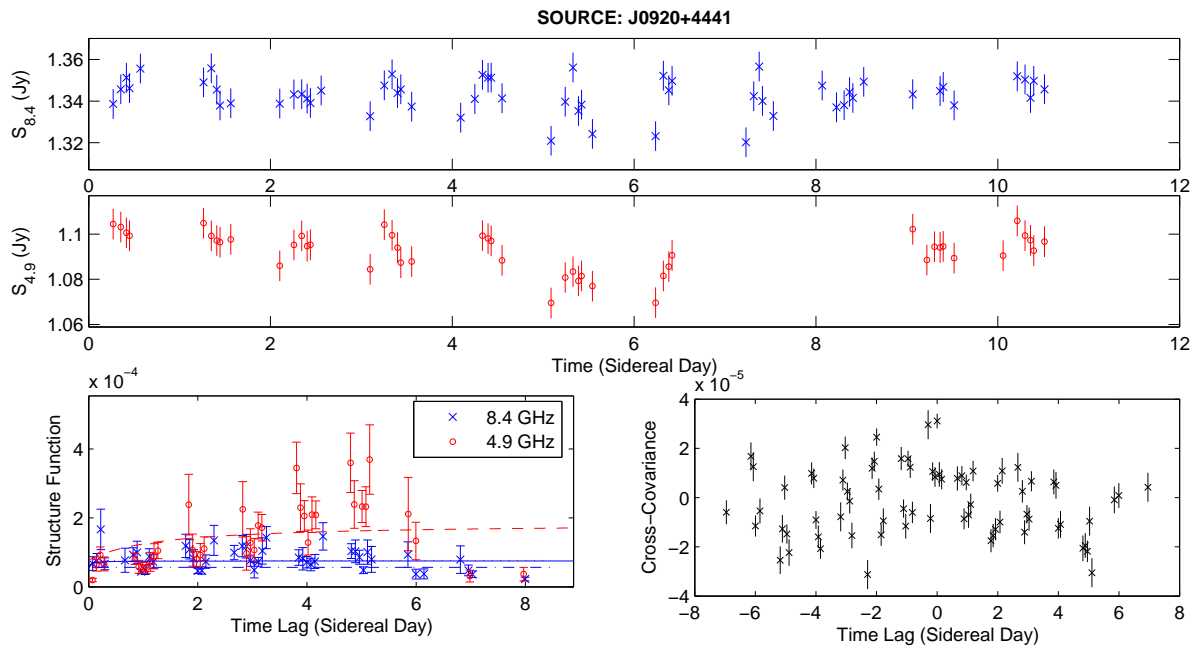 SOURCE: J0920+4441
1.36
1.34
1.32
S8.4 (Jy)
0 2 4 6 8 10 12
1.1
1.08
1.06
S4.9 (Jy)
0 2 4 6 8 10 12
Time (Sidereal Day)
x 10−4
4
2
0
Structure Function
8.4 GHz
4.9 GHz
0 2 4 6 8
Time Lag (Sidereal Day)
x 10−5
4
2
0
−2
−4
Cross−Covariance
−8 −6 −4 −2 0 2 4 6 8
Time Lag (Sidereal Day)